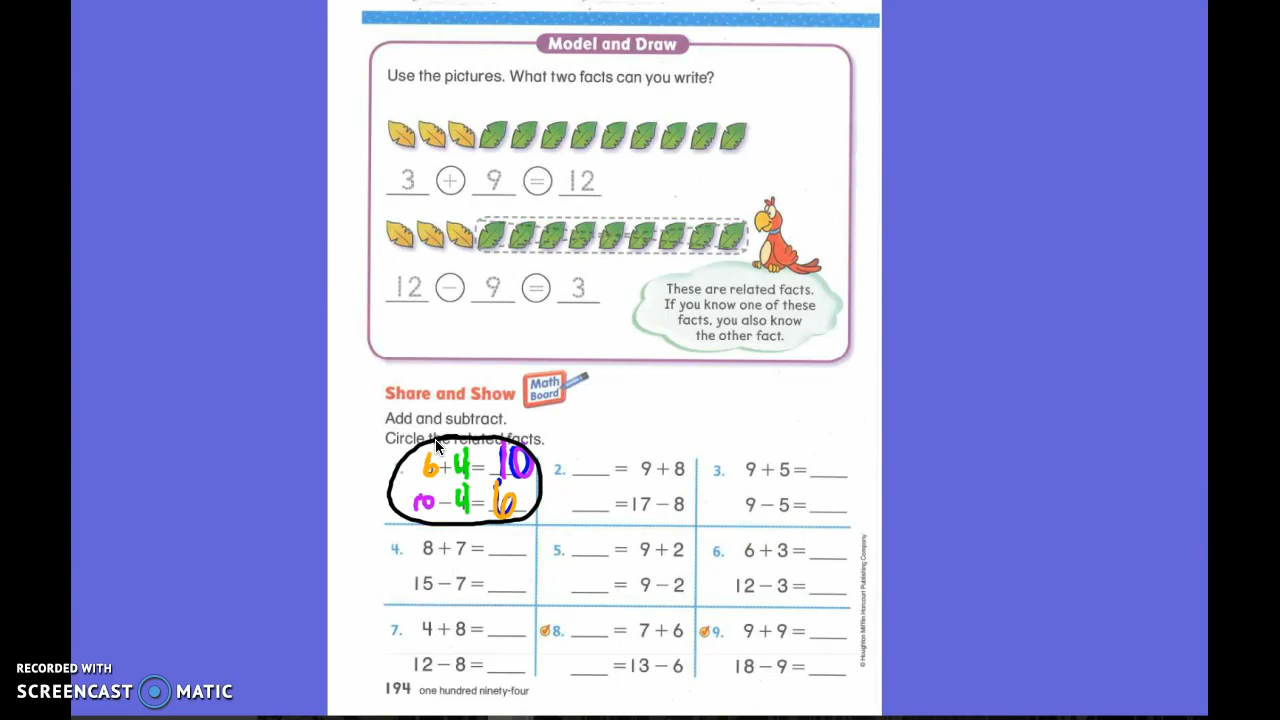 Model and Draw
Use the pictures. What two facts can you write?
3 + 9 = 12
12 − 9 = 3
These are related facts.
If you know one of these
facts, you also know
the other fact.
Share and Show
Math
Board
Add and subtract.
Circle the related facts.
6 + 4 = 10
10 − 4 = 6
2. ____ = 9 + 8
____ = 17 − 8
3. 9 + 5 = ____
9 − 5 = ____
4. 8 + 7 = ____
15 − 7 = ____
5. ____ = 9 + 2
____ = 9 − 2
6. 6 + 3 = ____
12 − 3 = ____
7. 4 + 8 = ____
12 − 8 = ____
8. ____ = 7 + 6
____ = 13 − 6
9. 9 + 9 = ____
18 − 9 = ____
© Houghton Mifflin Harcourt Publishing Company
194 one hundred ninety-four
RECORDED WITH
SCREENCAST MATIC